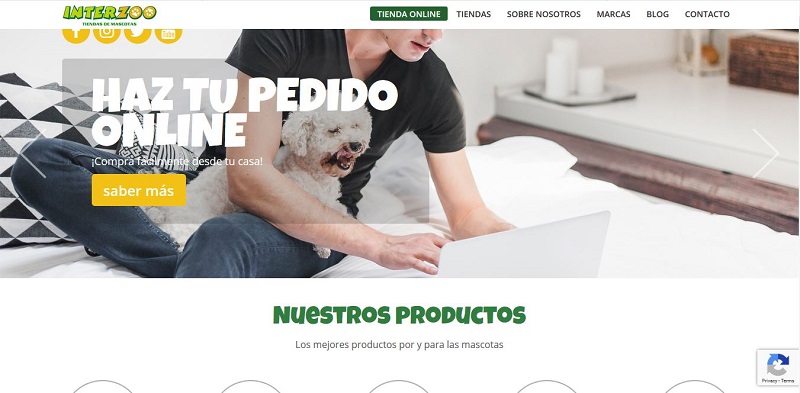 INTERZOO
TIENDAS DE MASCOTAS
TIENDA ONLINE
TIENDAS
SOBRE NOSOTROS
MARCAS
BLOG
CONTACTO
HAZ TU PEDIDO
ONLINE
¡Compra fácilmente desde tu casa!
saber más
NUESTROS PRODUCTOS
Los mejores productos por y para las mascotas
Privacy - Terms